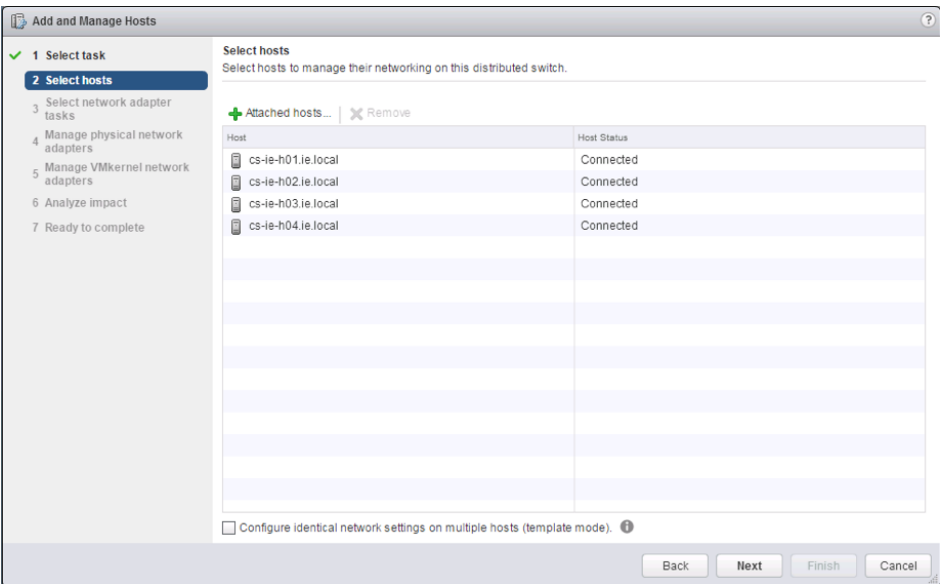 Add and Manage Hosts
?
1 Select task
2 Select hosts
3 Select network adapter
tasks
4 Manage physical network
adapters
5 Manage VMkernel network
adapters
6 Analyze impact
7 Ready to complete
Select hosts
Select hosts to manage their networking on this distributed switch.
Attached hosts... Remove
Host Host Status
cs-ie-h01.ie.local Connected
cs-ie-h02.ie.local Connected
cs-ie-h03.ie.local Connected
cs-ie-h04.ie.local Connected
Configure identical network settings on multiple hosts (template mode).
Back Next Finish Cancel